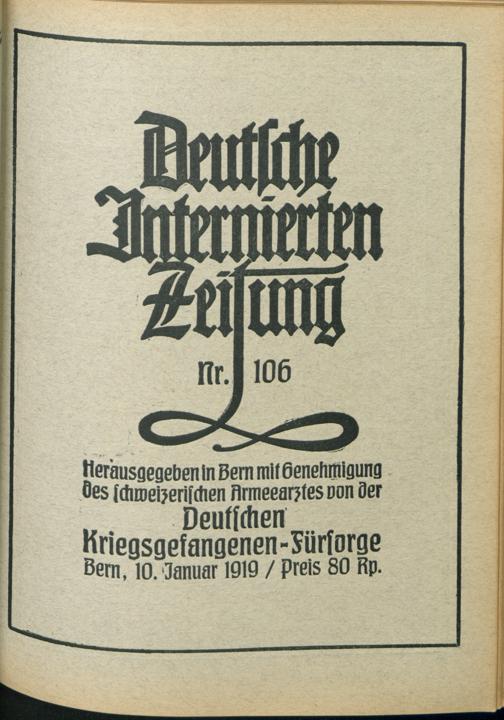 Deutſche
Internierten
Zeitung
Nr. 106
Herausgegeben in Bern mit Genehmigung
des ſchweizeriſchen Armeearztes von der
Deutſchen
Kriegsgefangenen-Fürſorge
Bern, 10. Januar 1919 / Preis 80 Rp.